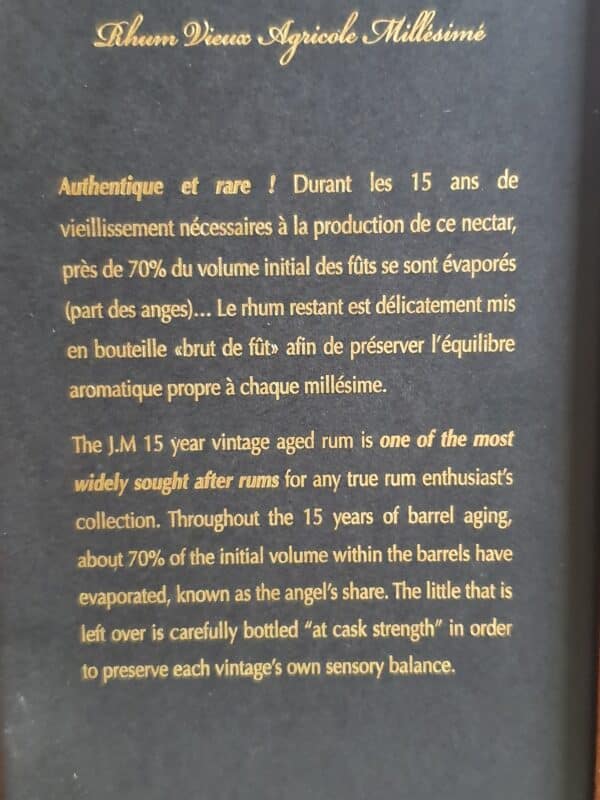 Rhum Vieux Agricole Millésimé
Authentique et rare ! Durant les 15 ans de
vieillissement nécessaires à la production de ce nectar,
près de 70% du volume initial des fûts se sont évaporés
(part des anges)... Le rhum restant est délicatement mis
en bouteille «brut de fût» afin de préserver l'équilibre
aromatique propre à chaque millésime.
The J.M 15 year vintage aged rum is one of the most
widely sought after rums for any true rum enthusiast's
collection. Throughout the 15 years of barrel aging,
about 70% of the initial volume within the barrels have
evaporated, known as the angel's share. The little that is
left over is carefully bottled "at cask strength" in order
to preserve each vintage's own sensory balance.